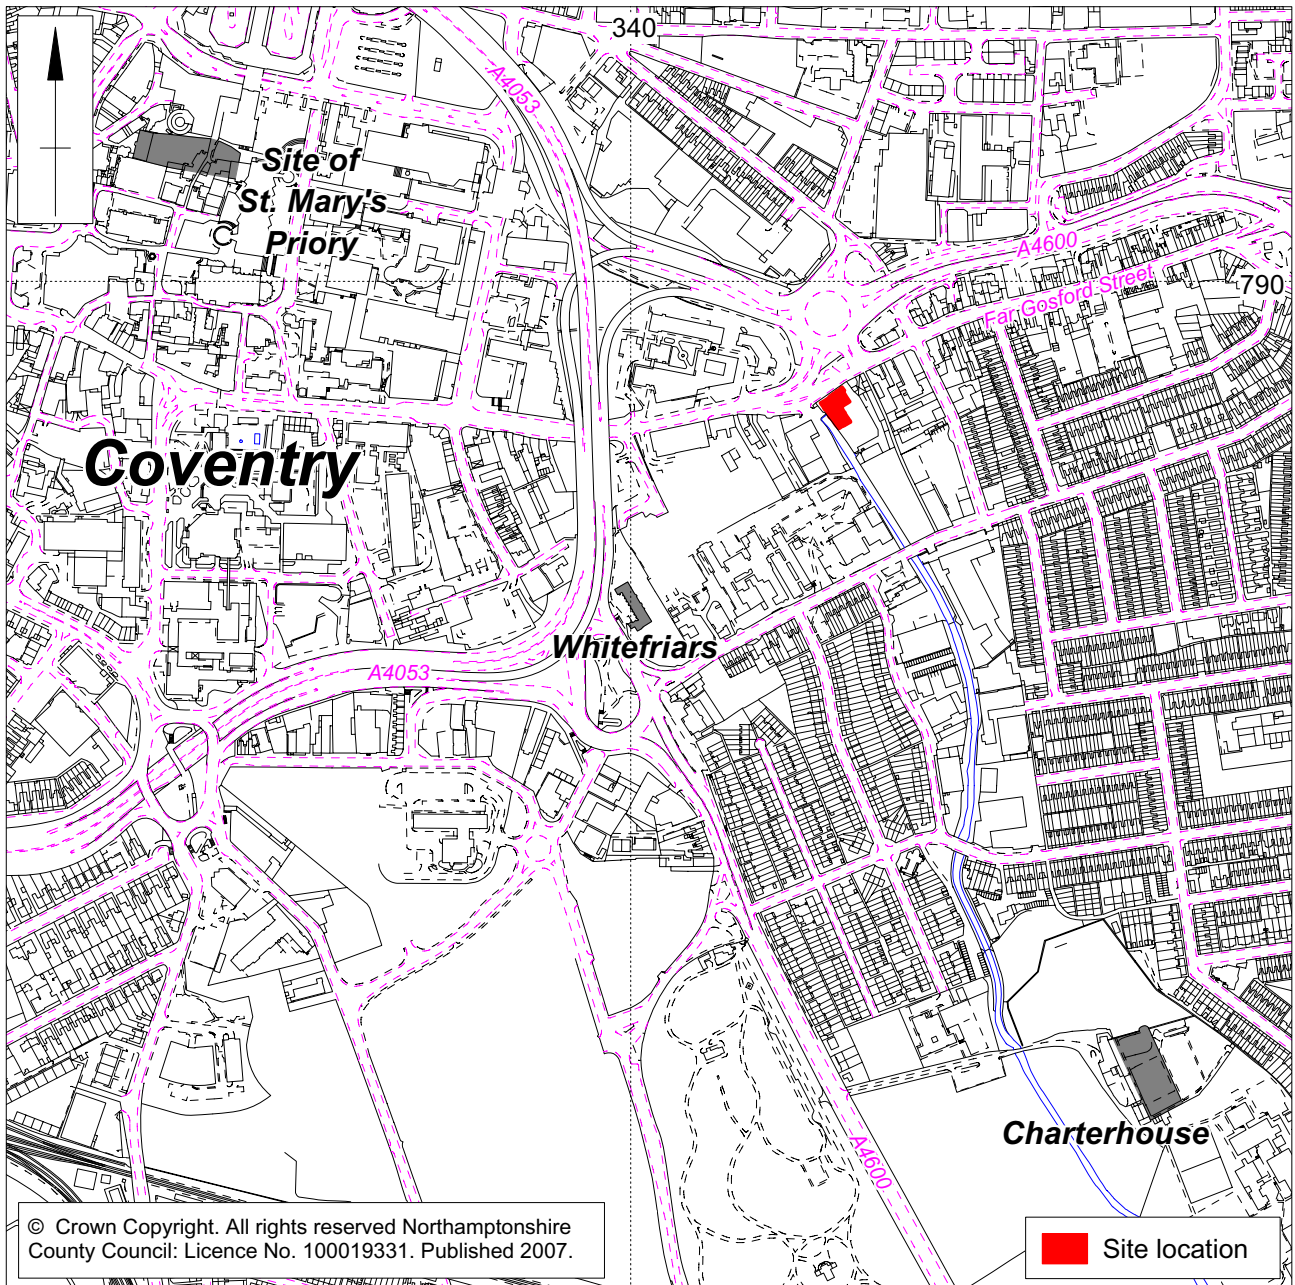 340
A4053
Site of
St. Mary's
Priory
A4600
790
Far Gosford Street
Coventry
Whitefriars
A4053
Charterhouse
A4600
© Crown Copyright. All rights reserved Northamptonshire
County Council: Licence No. 100019331. Published 2007.
Site location